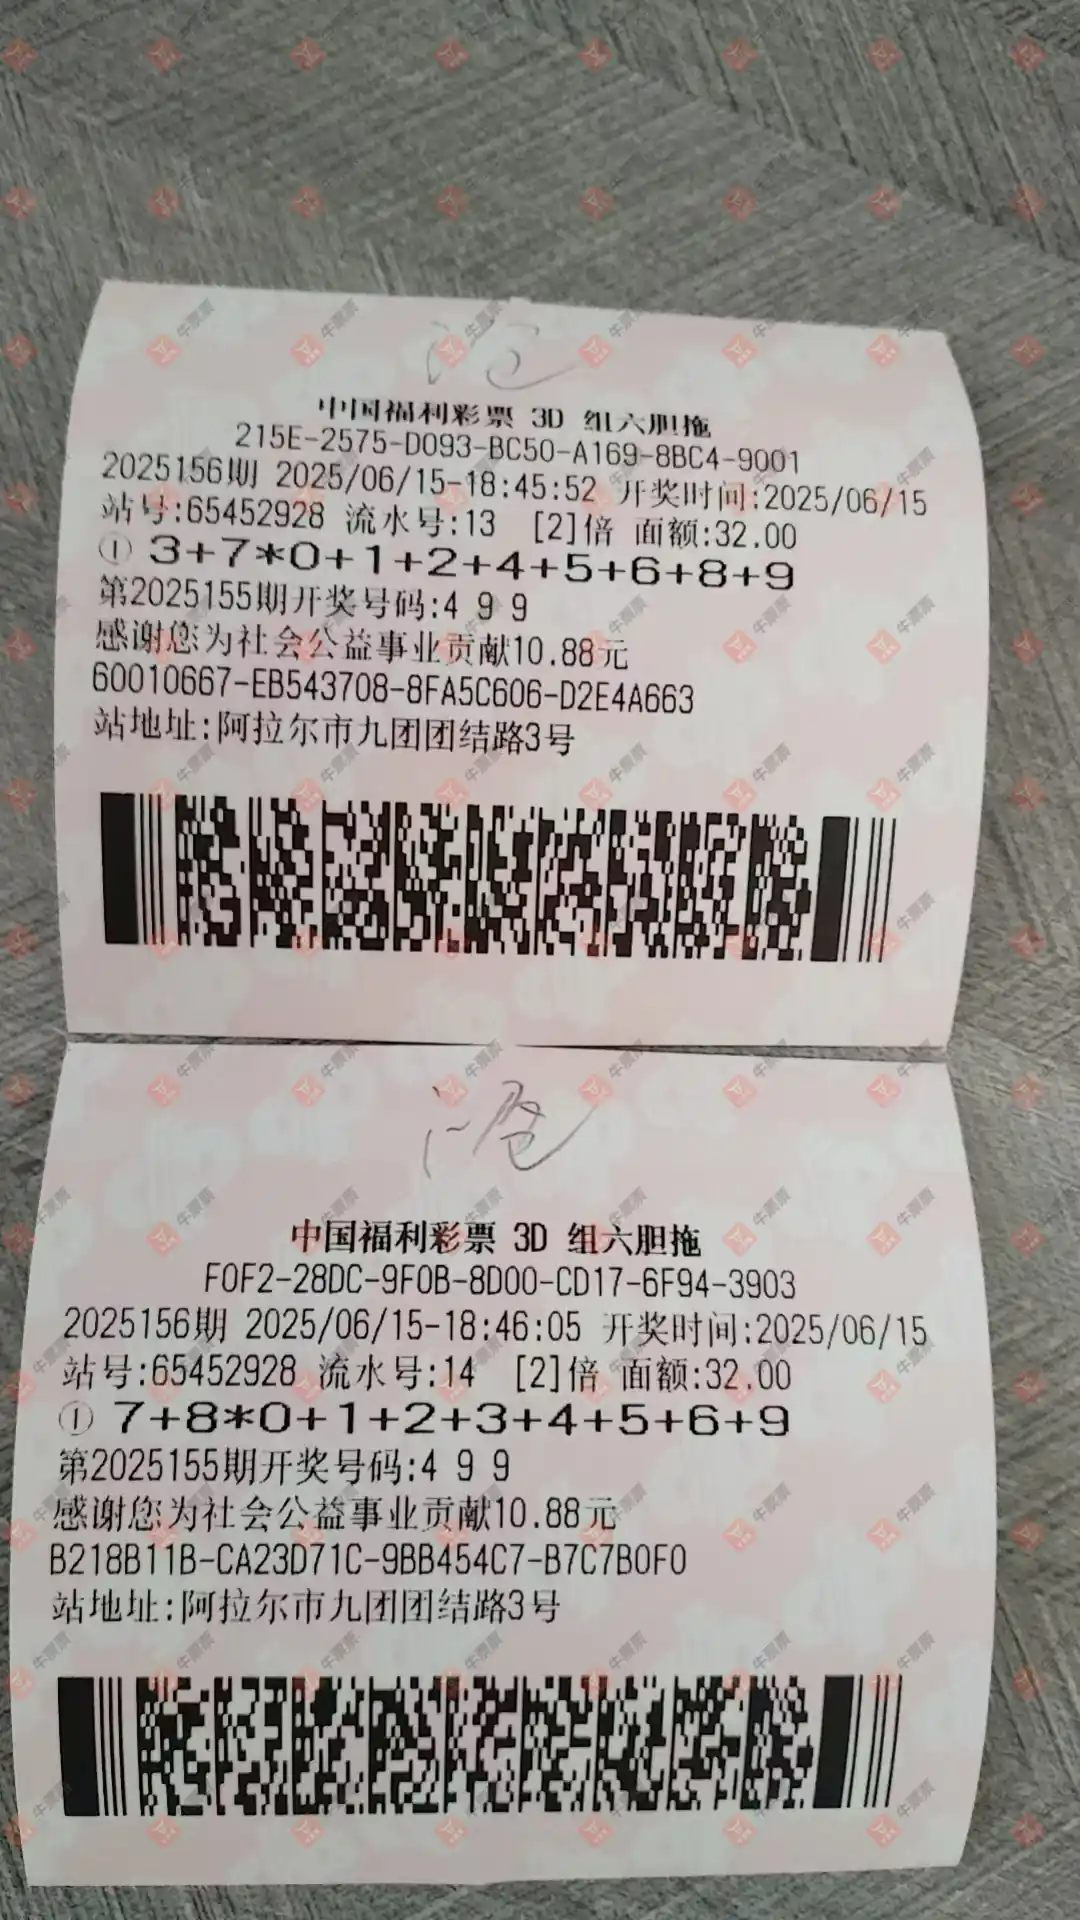 中国福利彩票 3D 组六胆拖
215E-2575-D093-BC50-A169-8BC4-9001
2025156期 2025/06/15-18:45:52 开奖时间:2025/06/15
站号:65452928 流水号:13 [2]倍 面额:32.00
① 3+7*0+1+2+4+5+6+8+9
第2025155期开奖号码:4 9 9
感谢您为社会公益事业贡献10.88元
60010667-EB543708-8FA5C606-D2E4A663
站地址:阿拉尔市九团团结路3号
中国福利彩票 3D 组六胆拖
F0F2-28DC-9F0B-8D00-CD17-6F94-3903
2025156期 2025/06/15-18:46:05 开奖时间:2025/06/15
站号:65452928 流水号:14 [2]倍 面额:32.00
① 7+8*0+1+2+3+4+5+6+9
第2025155期开奖号码:4 9 9
感谢您为社会公益事业贡献10.88元
B218B11B-CA23D71C-9BB454C7-B7C7B0F0
站地址:阿拉尔市九团团结路3号
牛票票